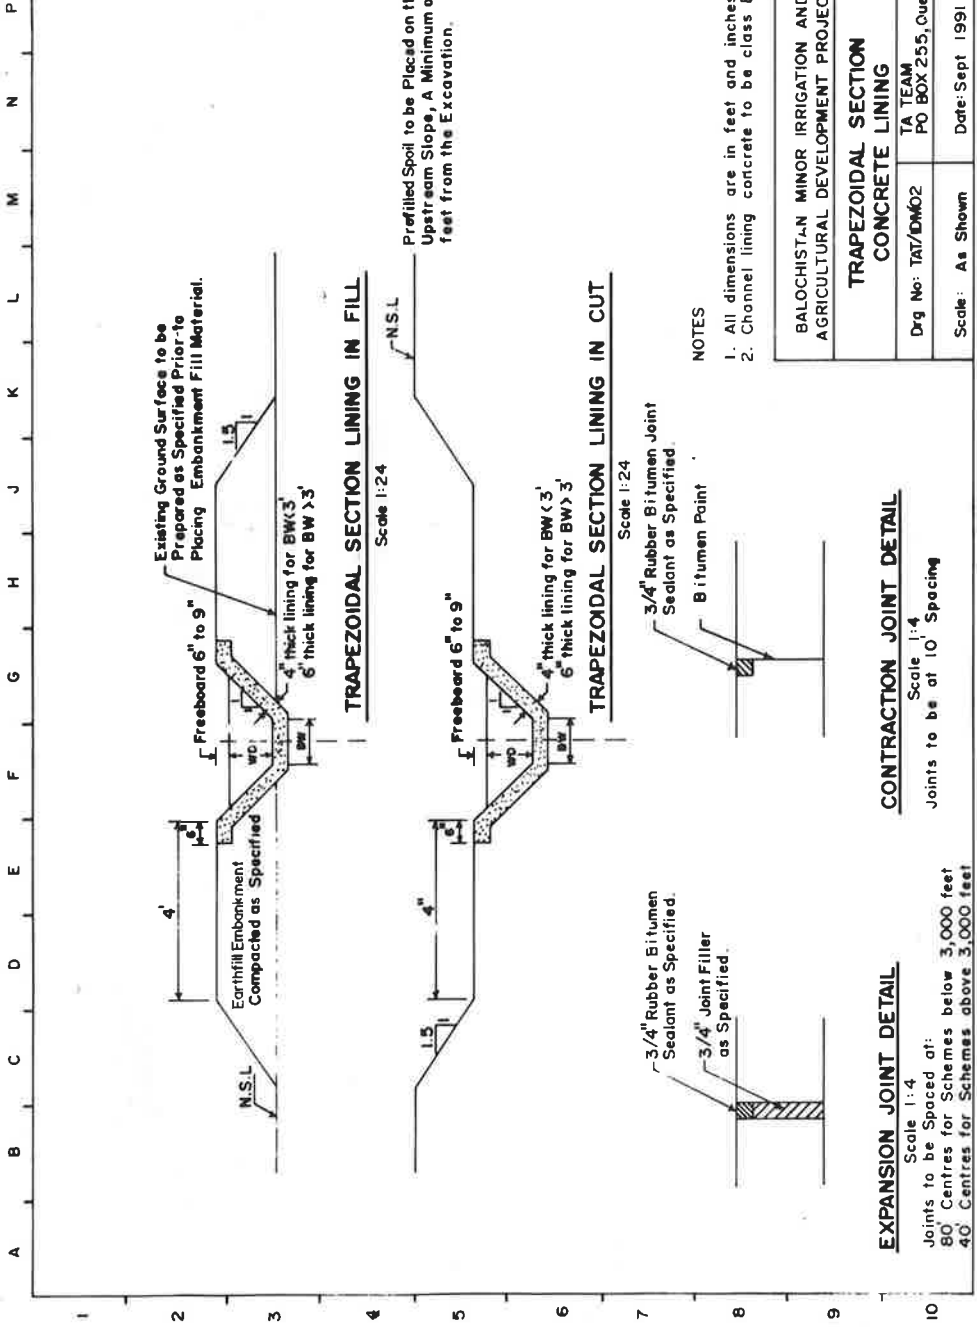 A B C D E F G H I J K L M N P
1
2
3
4
5
6
7
8
9
10
Existing Ground Surface to be
Prepared as Specified Prior-to
Placing Embankment Fill Material.
Freeboard 6" to 9"
4'
6"
Earthfill Embankment
Compacted as Specified
N.S.L
WD
BW
1
1
1.5
1
4" thick lining for BW<3'
6" thick lining for BW >3'
TRAPEZOIDAL SECTION LINING IN FILL
Scale 1:24
Prefilled Spoil to be Placad on
Upstream Slope, A Minimum
feet from the Excavation.
N.S.L
Freeboard 6" to 9"
4"
6"
1.5
1
WD
BW
1
1
4" thick lining for BW<3'
6" thick lining for BW> 3'
TRAPEZOIDAL SECTION LINING IN CUT
Scale 1:24
3/4" Rubber Bitumen
Sealant as Specified.
3/4" Joint Filler
as Specified.
EXPANSION JOINT DETAIL
Scale 1:4
Joints to be Spaced at:
80' Centres for Schemes below 3,000 feet
40' Centres for Schemes above 3,000 feet
3/4" Rubber Bitumen Joint
Sealant as Specified.
Bitumen Paint
CONTRACTION JOINT DETAIL
Scale 1:4
Joints to be at 10' Spacing
NOTES
1. All dimensions are in feet and inches
2. Channel lining concrete to be class
BALOCHISTAN MINOR IRRIGATION AND
AGRICULTURAL DEVELOPMENT PROJEC
TRAPEZOIDAL SECTION
CONCRETE LINING
Drg No: TAT/IDM/02
TA TEAM
PO BOX 255, Que
Scale: As Shown
Date: Sept 1991